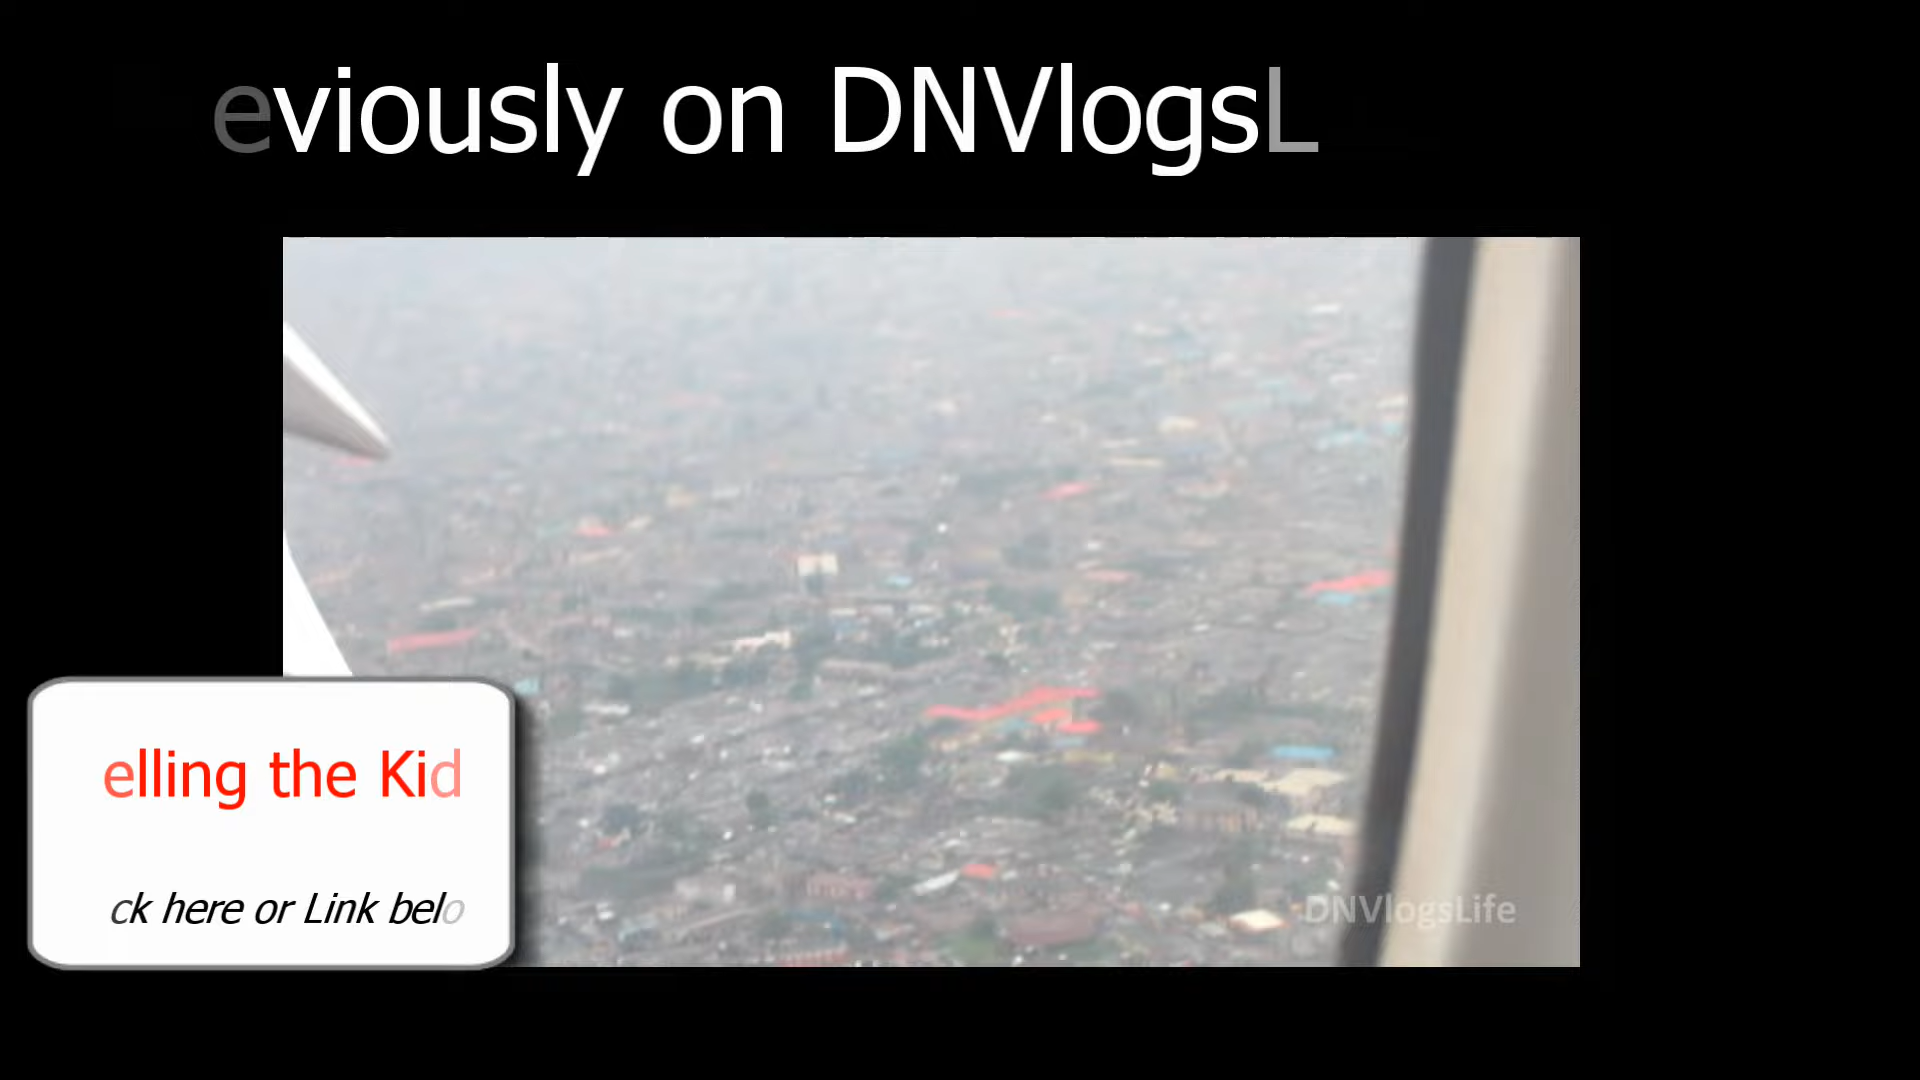 eviously on DNVlogsL
elling the Kid
ck here or Link belo
DNVlogsLife